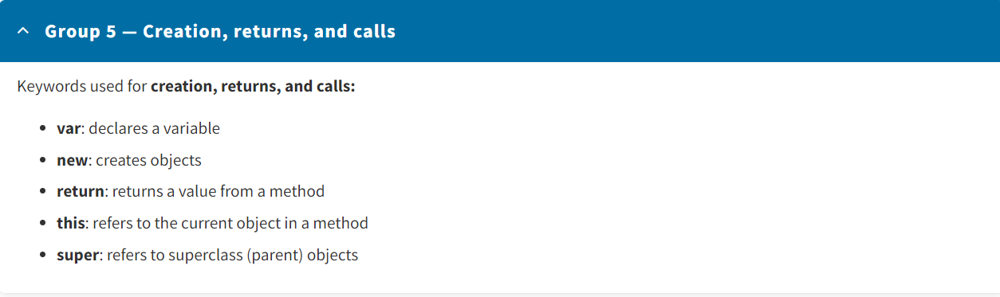 Group 5 — Creation, returns, and calls
Keywords used for creation, returns, and calls:
• var: declares a variable
• new: creates objects
• return: returns a value from a method
• this: refers to the current object in a method
• super: refers to superclass (parent) objects